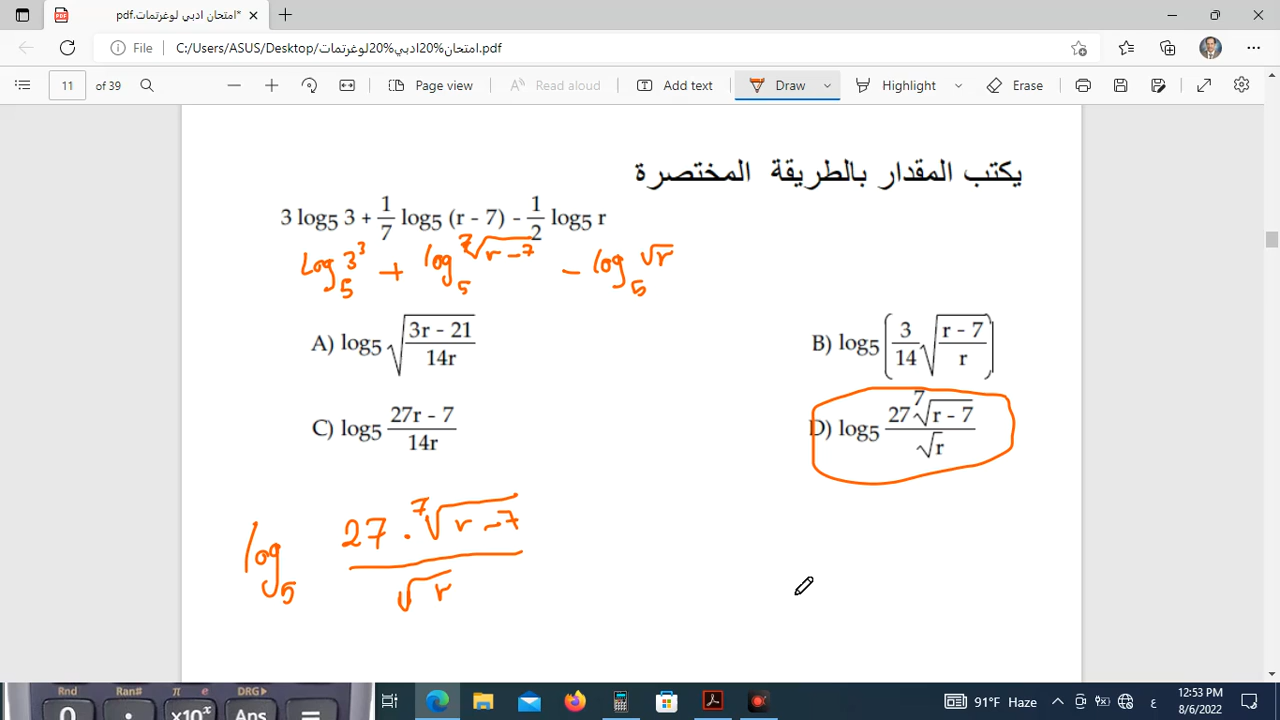 امتحان ادبي لوغرتمات.pdf*
File C:/Users/ASUS/Desktop/امتحان%20ادبي%20لوغرتمات.pdf
11 of 39 Page view Read aloud Add text Draw Highlight Erase
يكتب المقدار بالطريقة المختصرة
3 log₅ 3 + 1/7 log₅ (r - 7) - 1/2 log₅ r
log₅ 3³ + log₅ ⁷√(r - 7) - log₅ √r
A) log₅ √((3r - 21)/(14r))
B) log₅ (3/14 √((r - 7)/r))
C) log₅ (27r - 7)/(14r)
D) log₅ (27 ⁷√(r - 7))/(√r)
log₅ (27 · ⁷√(r - 7))/(√r)
Rnd Ran# π e DRG▸
0 · ×10ˣ Ans =
91°F Haze ع 12:53 PM
8/6/2022